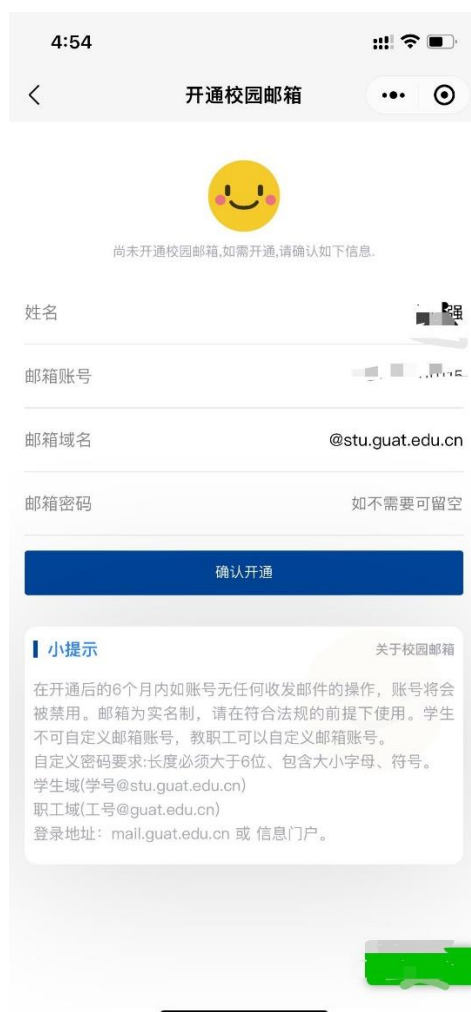 4:54
开通校园邮箱
尚未开通校园邮箱,如需开通,请确认如下信息.
姓名
强
邮箱账号
邮箱域名 @stu.guat.edu.cn
邮箱密码 如不需要可留空
确认开通
小提示 关于校园邮箱
在开通后的6个月内如账号无任何收发邮件的操作，账号将会
被禁用。邮箱为实名制，请在符合法规的前提下使用。学生
不可自定义邮箱账号，教职工可以自定义邮箱账号。
自定义密码要求:长度必须大于6位、包含大小字母、符号。
学生域(学号@stu.guat.edu.cn)
职工域(工号@guat.edu.cn)
登录地址：mail.guat.edu.cn 或 信息门户。